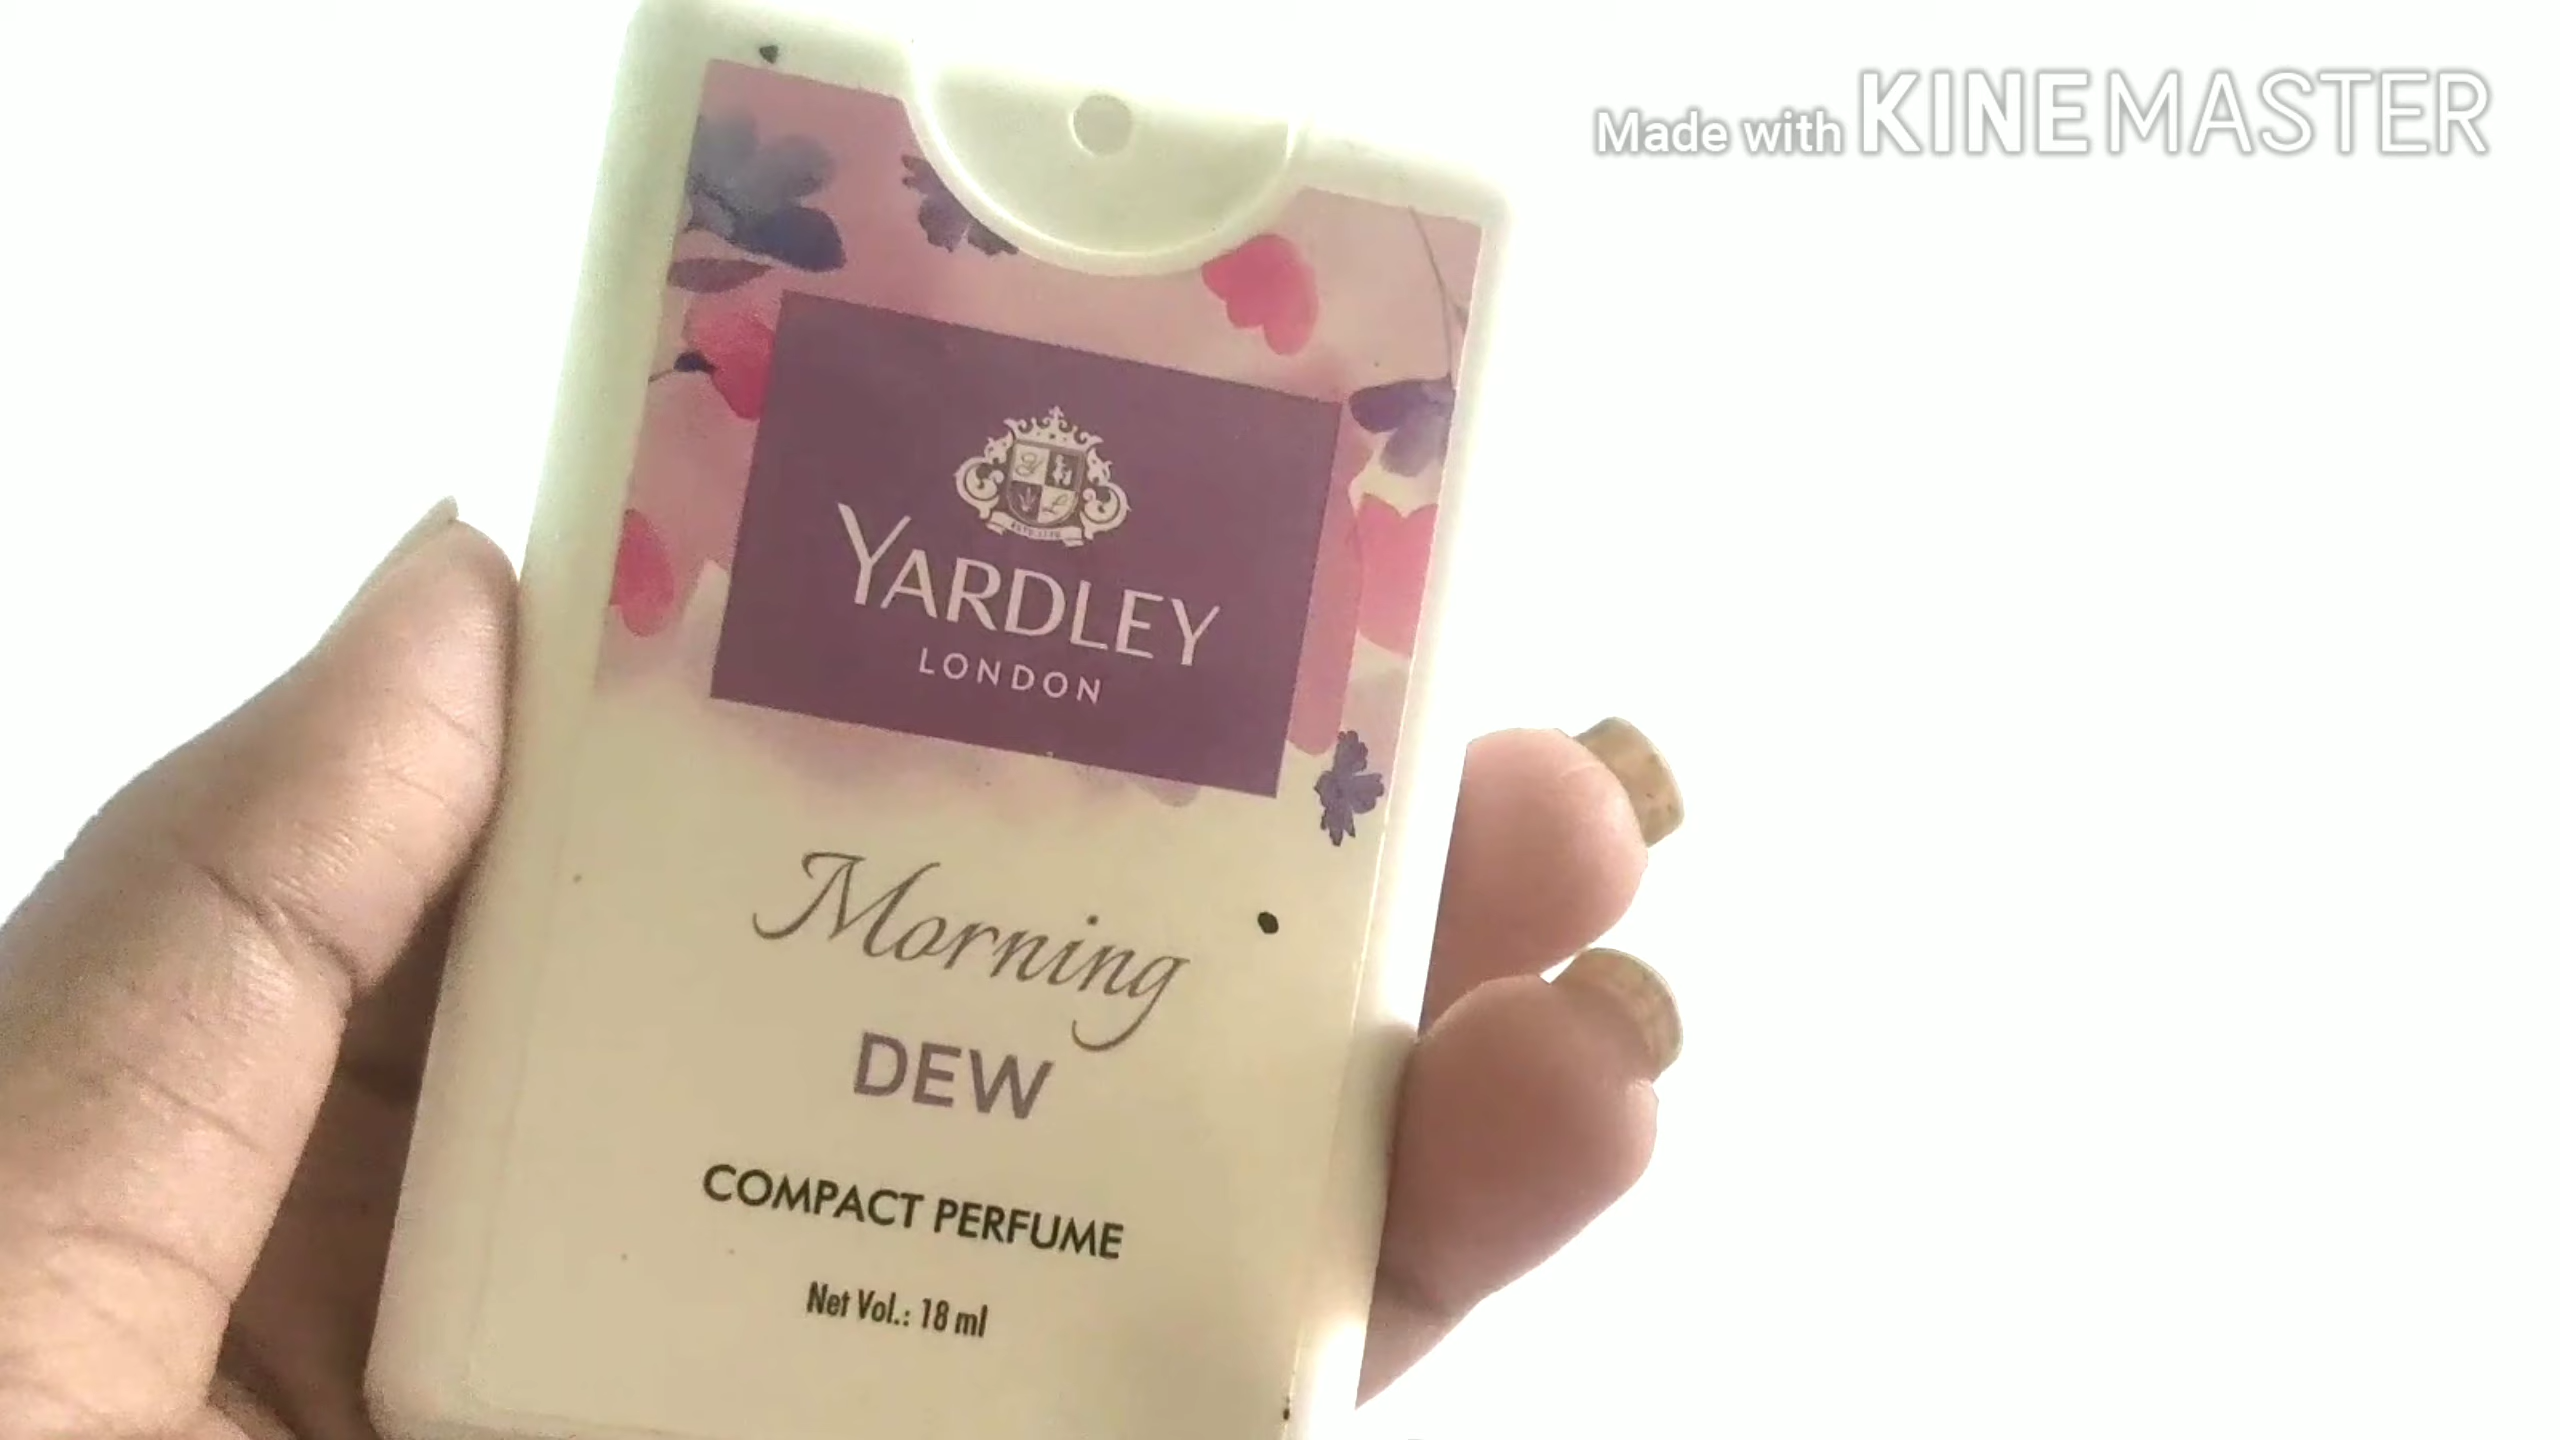 Made with KINEMASTER
YARDLEY
LONDON
Morning
DEW
COMPACT PERFUME
Net Vol.: 18 ml